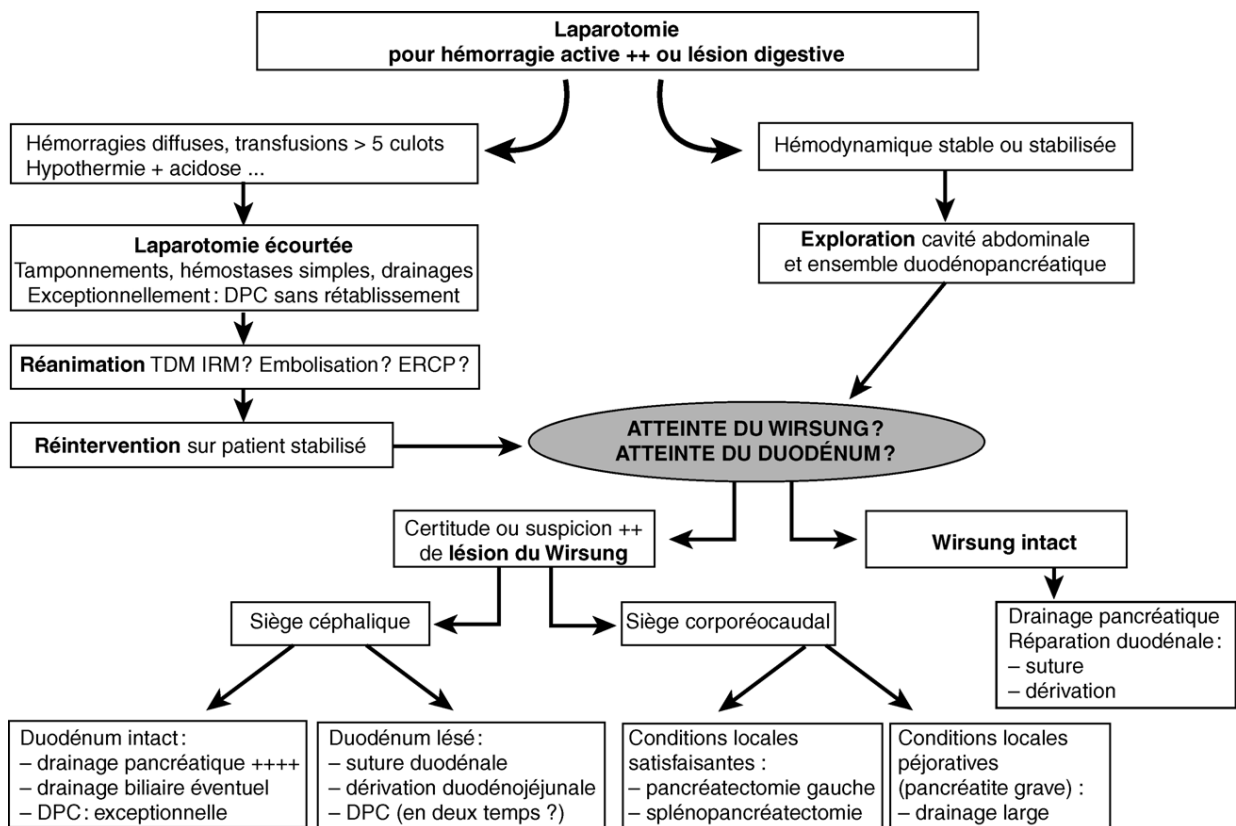 Laparotomie
pour hémorragie active ++ ou lésion digestive
Hémorragies diffuses, transfusions > 5 culots
Hypothermie + acidose ...
Hémodynamique stable ou stabilisée
Laparotomie écourtée
Tamponnements, hémostases simples, drainages
Exceptionnellement : DPC sans rétablissement
Exploration cavité abdominale
et ensemble duodénopancréatique
Réanimation TDM IRM ? Embolisation ? ERCP ?
Réintervention sur patient stabilisé
ATTEINTE DU WIRSUNG ?
ATTEINTE DU DUODÉNUM ?
Certitude ou suspicion ++
de lésion du Wirsung
Wirsung intact
Siège céphalique
Siège corporéocaudal
Drainage pancréatique
Réparation duodénale :
– suture
– dérivation
Duodénum intact :
– drainage pancréatique ++++
– drainage biliaire éventuel
– DPC : exceptionnelle
Duodénum lésé :
– suture duodénale
– dérivation duodénojéjunale
– DPC (en deux temps ?)
Conditions locales
satisfaisantes :
– pancréatectomie gauche
– splénopancréatectomie
Conditions locales
péjoratives
(pancréatite grave) :
– drainage large